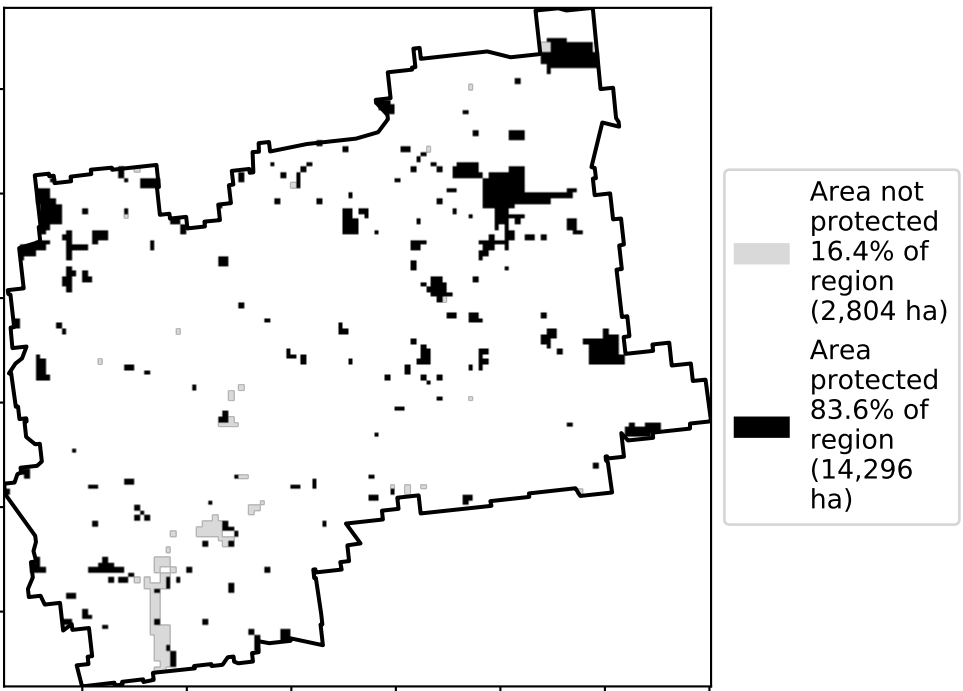 Area not
protected
16.4% of
region
(2,804 ha)
Area
protected
83.6% of
region
(14,296
ha)